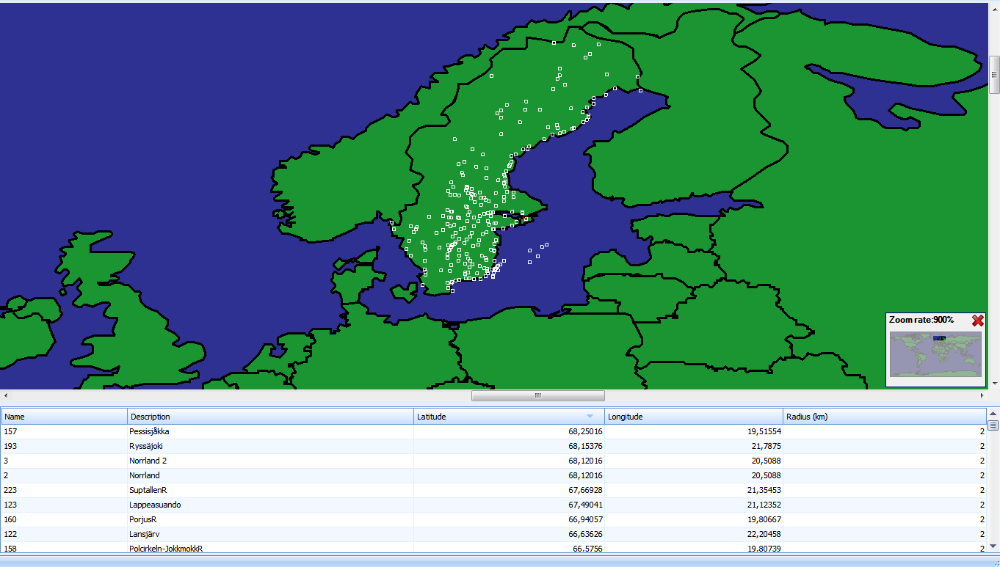 Zoom rate:900%
Name Description Latitude Longitude Radius (km)
157 Pessisjåkka 68,25016 19,51554 2
193 Ryssäjoki 68,15376 21,7875 2
3 Norrland 2 68,12016 20,5088 2
2 Norrland 68,12016 20,5088 2
223 SuptallenR 67,66928 21,35453 2
123 Lappeasuando 67,49041 21,12352 2
160 PorjusR 66,94057 19,80667 2
122 Lansjärv 66,63626 22,20458 2
158 Polcirkeln-JokkmokkR 66,5756 19,80739 2